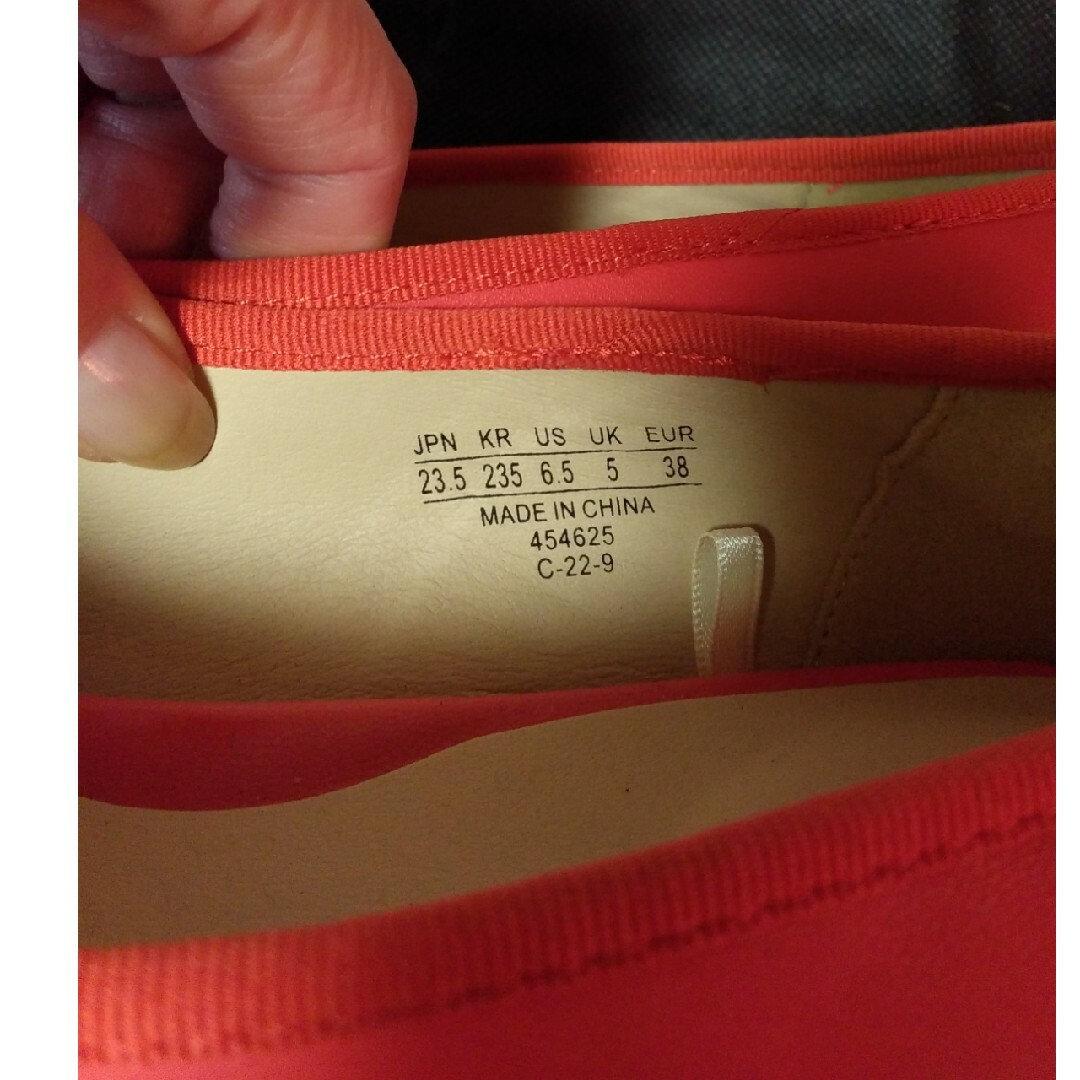 JPN KR US UK EUR
23.5 235 6.5 5 38
MADE IN CHINA
454625
C-22-9